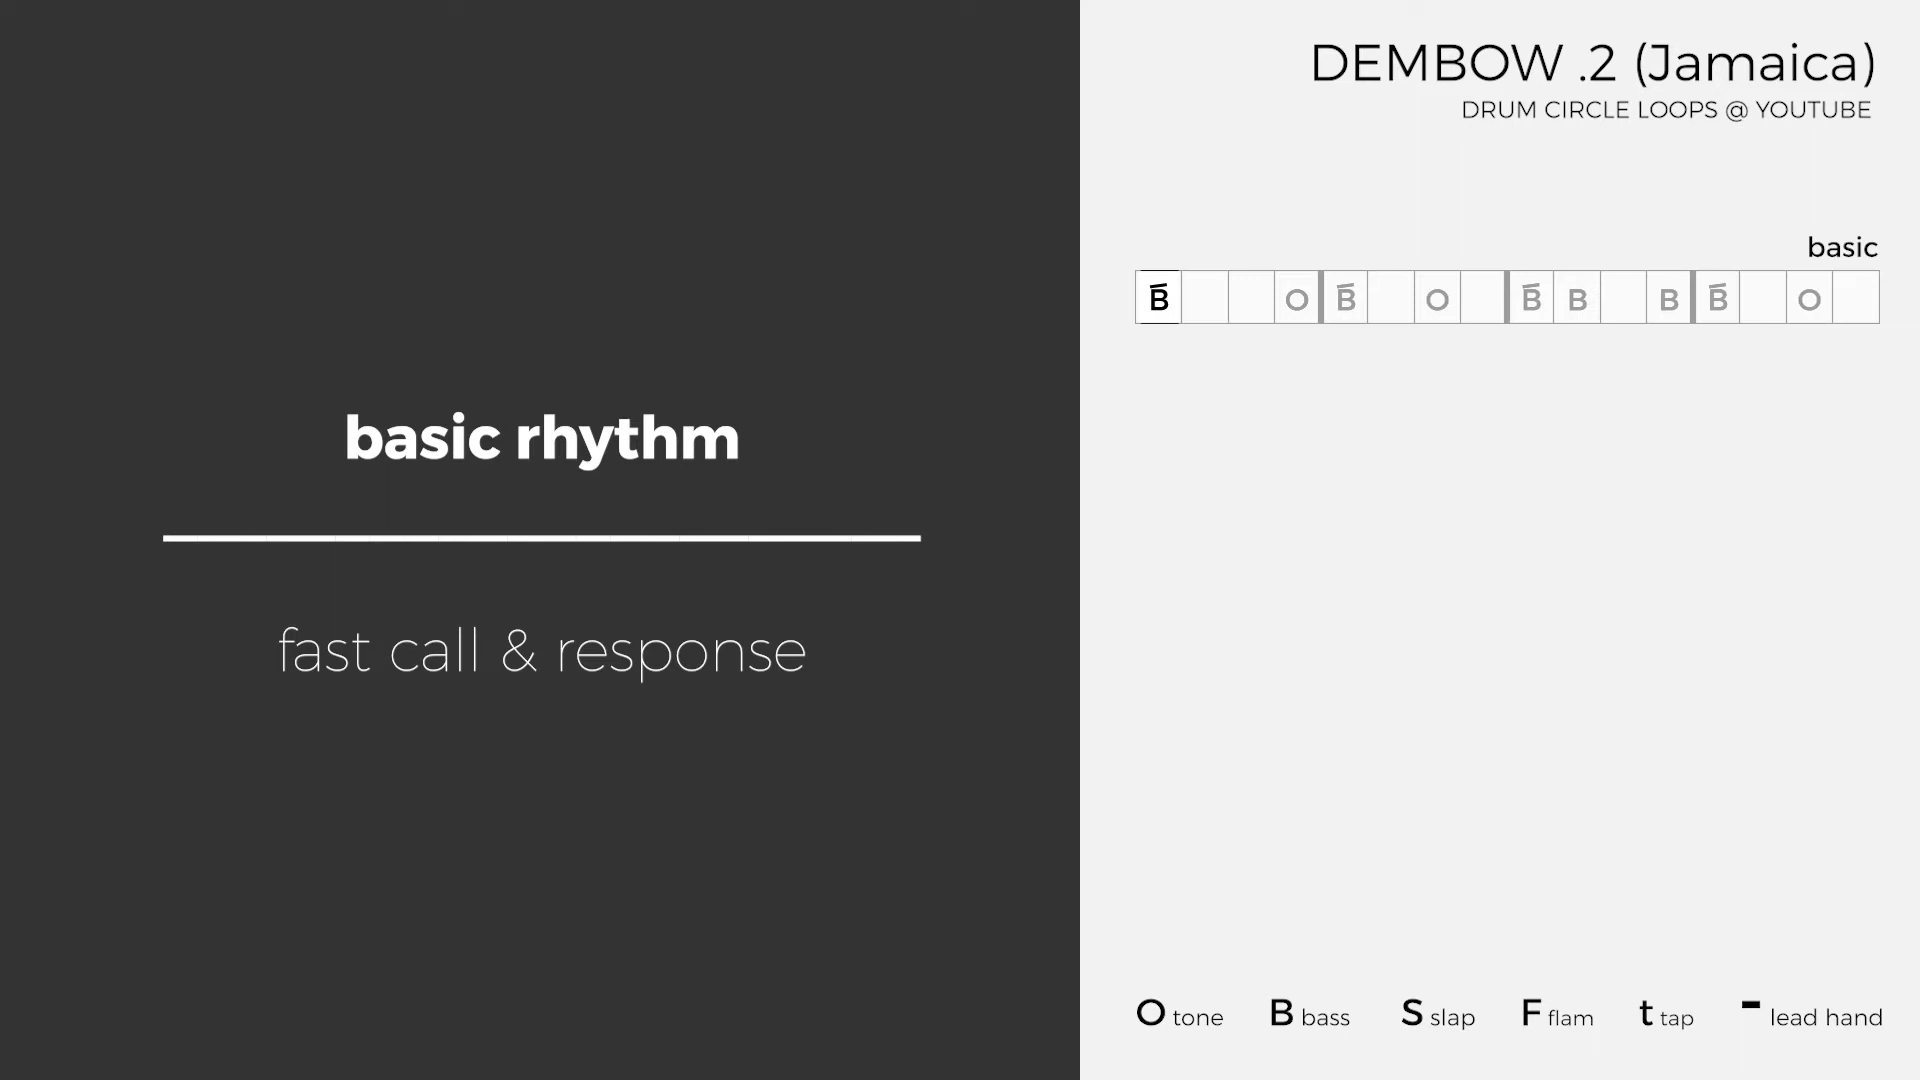 basic rhythm
fast call & response
DEMBOW .2 (Jamaica)
DRUM CIRCLE LOOPS @ YOUTUBE
basic
B̄ O B̄ O B̄ B B B̄ O
O tone B bass S slap F flam t tap - lead hand